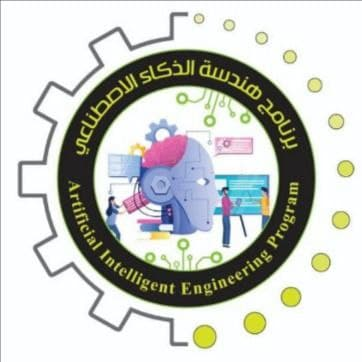 برنامج هندسة الذكاء الاصطناعي
Artificial Intelligent Engineering Program